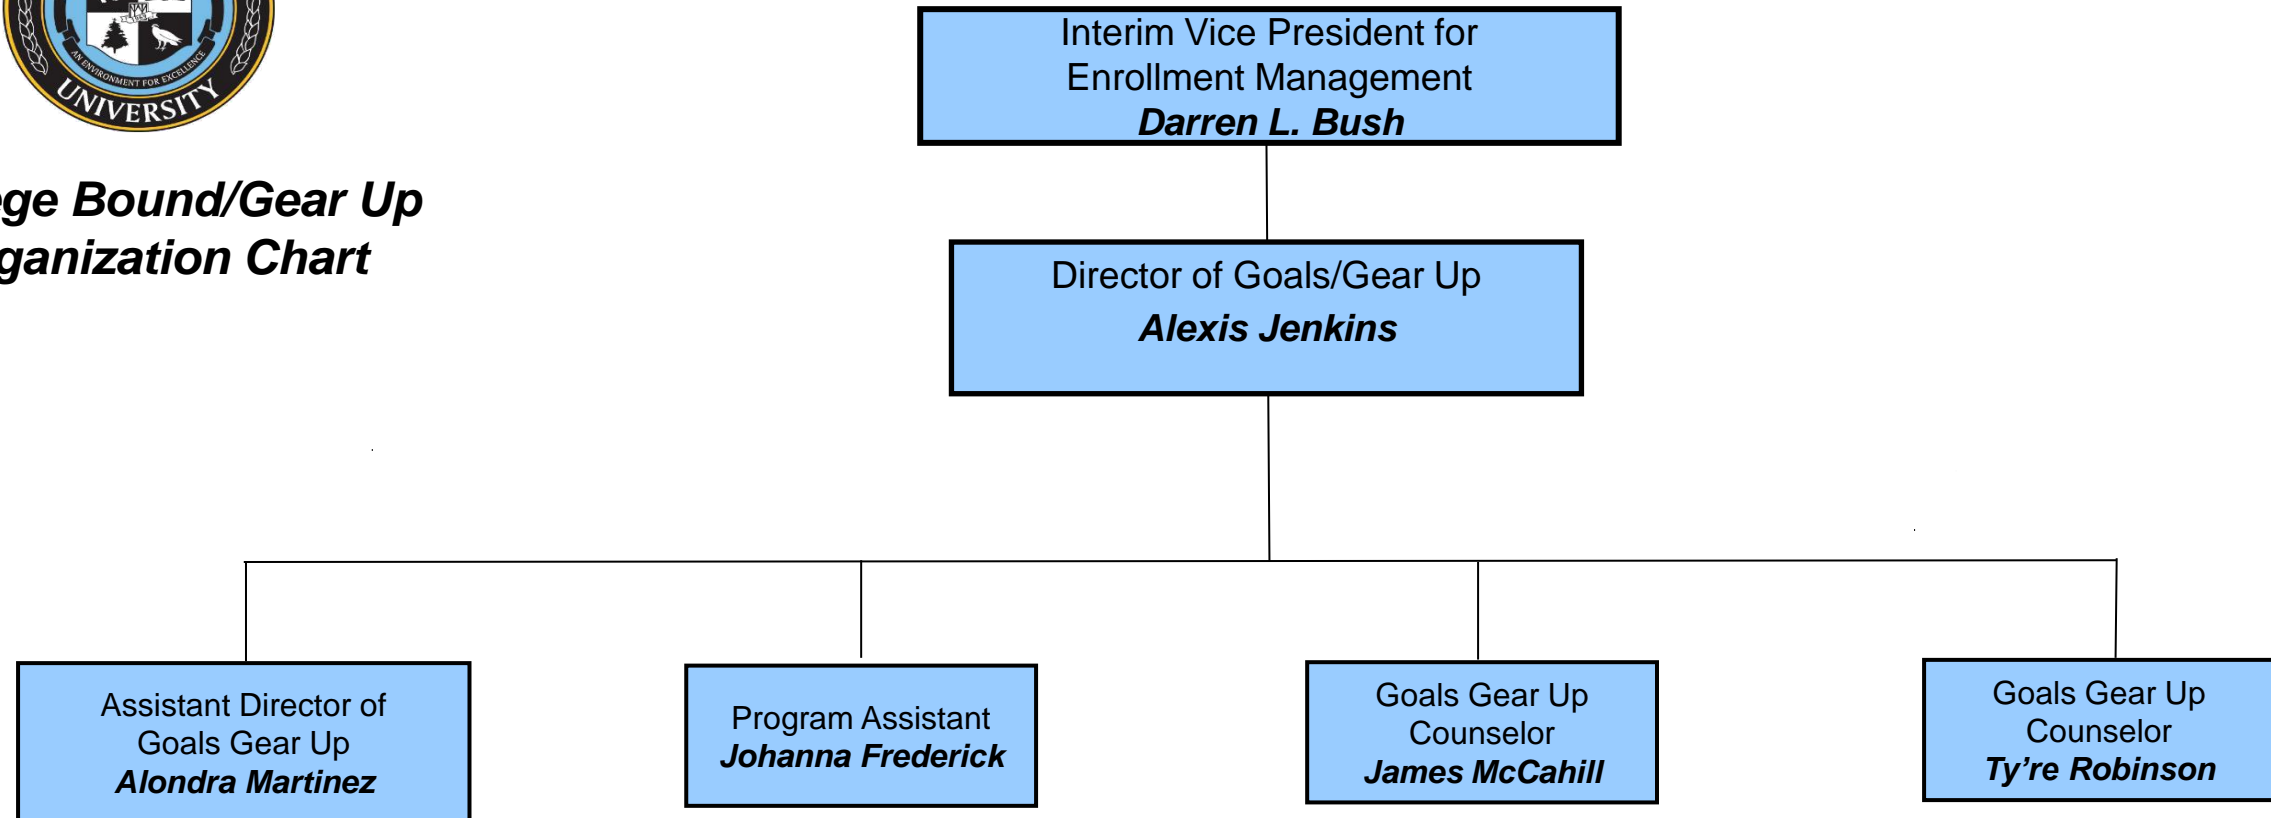 AN ENVIRONMENT FOR EXCELLENCE
UNIVERSITY
ege Bound/Gear Up
ganization Chart
Interim Vice President for
Enrollment Management
Darren L. Bush
Director of Goals/Gear Up
Alexis Jenkins
Assistant Director of
Goals Gear Up
Alondra Martinez
Program Assistant
Johanna Frederick
Goals Gear Up
Counselor
James McCahill
Goals Gear Up
Counselor
Ty’re Robinson